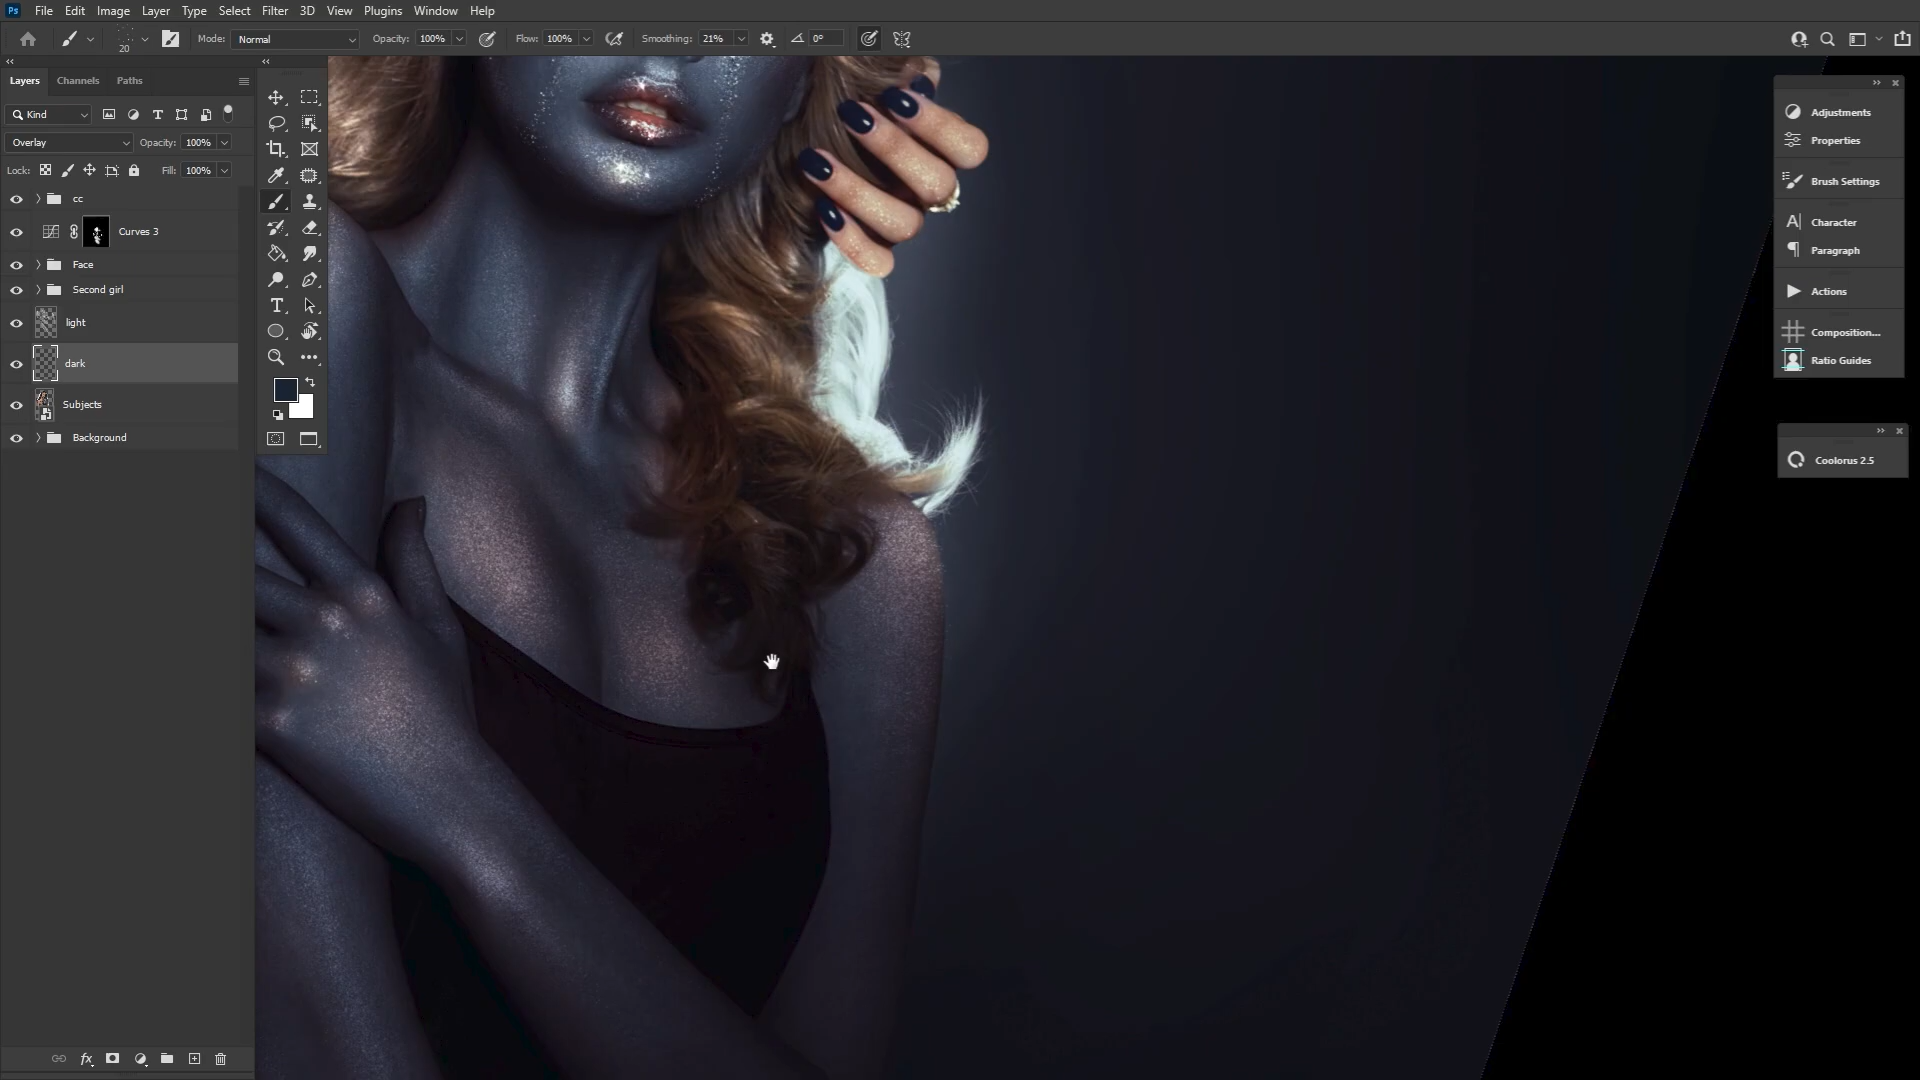 Ps File Edit Image Layer Type Select Filter 3D View Plugins Window Help
20 Mode: Normal Opacity: 100% Flow: 100% Smoothing: 21% 0°
Layers Channels Paths
Kind
Overlay Opacity: 100%
Lock: Fill: 100%
cc
Curves 3
Face
Second girl
light
dark
Subjects
Background
fx
Adjustments
Properties
Brush Settings
Character
Paragraph
Actions
Composition...
Ratio Guides
Coolorus 2.5